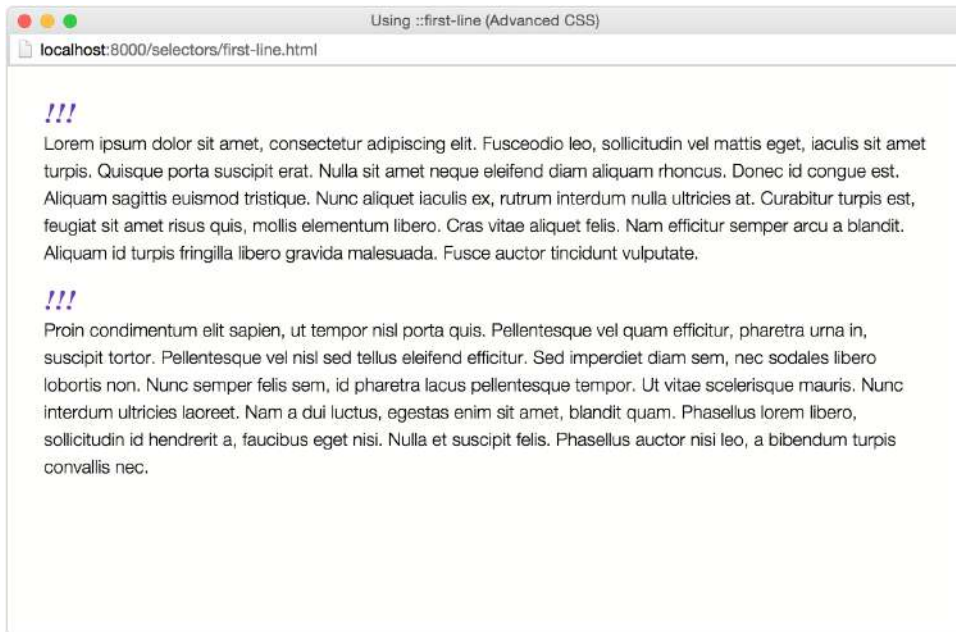 Using ::first-line (Advanced CSS)
localhost:8000/selectors/first-line.html
!!!
Lorem ipsum dolor sit amet, consectetur adipiscing elit. Fusceodio leo, sollicitudin vel mattis eget, iaculis sit amet
turpis. Quisque porta suscipit erat. Nulla sit amet neque eleifend diam aliquam rhoncus. Donec id congue est.
Aliquam sagittis euismod tristique. Nunc aliquet iaculis ex, rutrum interdum nulla ultricies at. Curabitur turpis est,
feugiat sit amet risus quis, mollis elementum libero. Cras vitae aliquet felis. Nam efficitur semper arcu a blandit.
Aliquam id turpis fringilla libero gravida malesuada. Fusce auctor tincidunt vulputate.
!!!
Proin condimentum elit sapien, ut tempor nisl porta quis. Pellentesque vel quam efficitur, pharetra urna in,
suscipit tortor. Pellentesque vel nisl sed tellus eleifend efficitur. Sed imperdiet diam sem, nec sodales libero
lobortis non. Nunc semper felis sem, id pharetra lacus pellentesque tempor. Ut vitae scelerisque mauris. Nunc
interdum ultricies laoreet. Nam a dui luctus, egestas enim sit amet, blandit quam. Phasellus lorem libero,
sollicitudin id hendrerit a, faucibus eget nisi. Nulla et suscipit felis. Phasellus auctor nisi leo, a bibendum turpis
convallis nec.